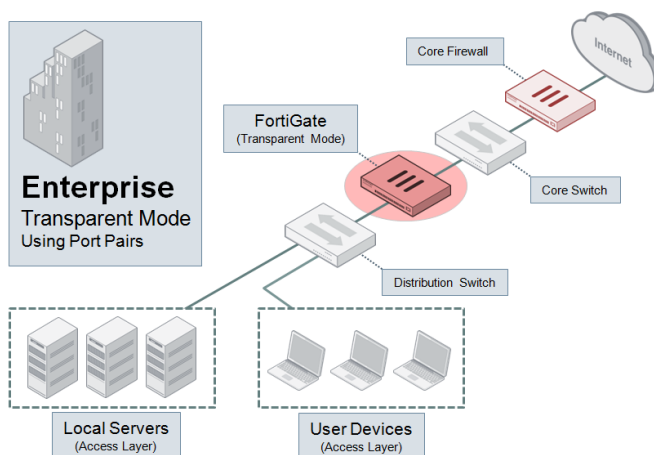 Internet
Core Firewall
FortiGate
(Transparent Mode)
Core Switch
Enterprise
Transparent Mode
Using Port Pairs
Distribution Switch
Local Servers
(Access Layer)
User Devices
(Access Layer)